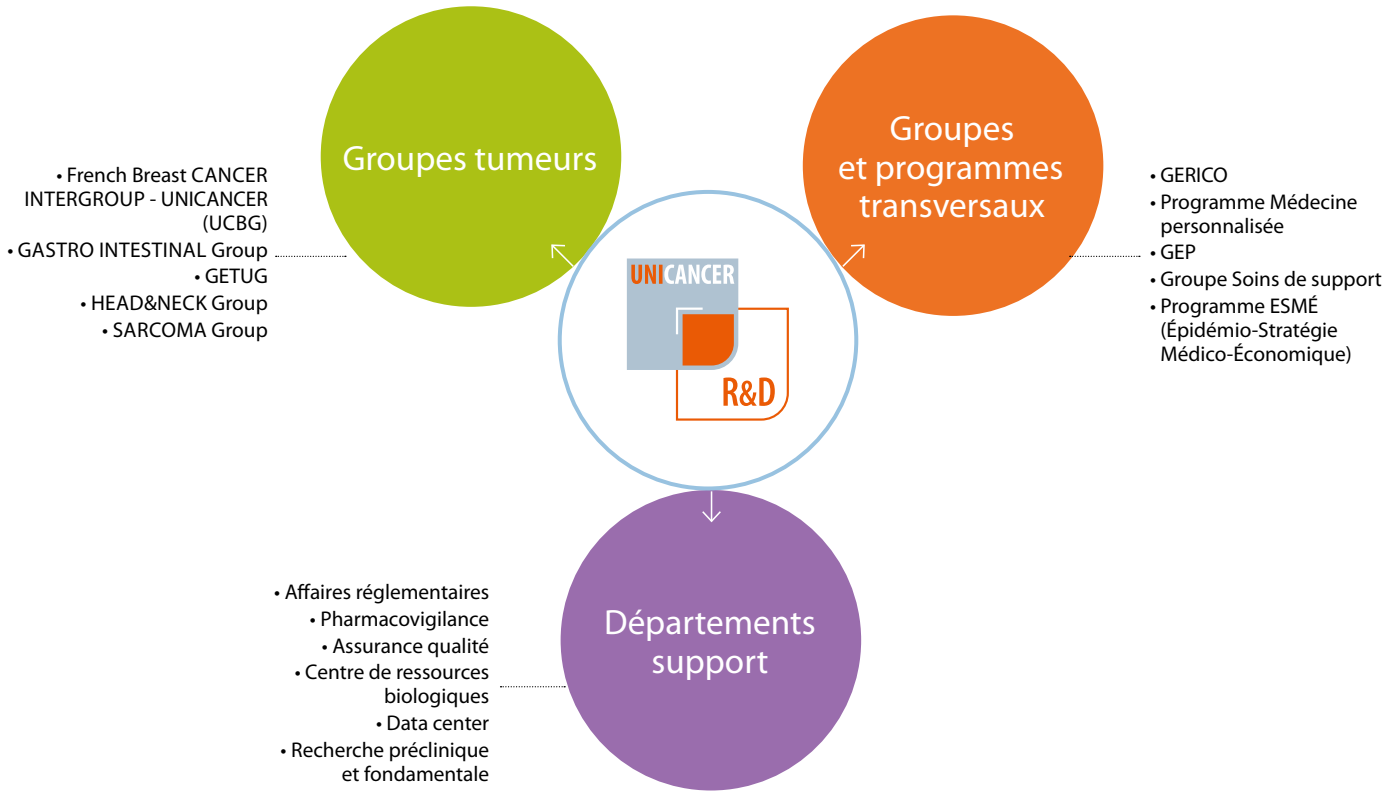 Groupes tumeurs
• French Breast CANCER
INTERGROUP - UNICANCER
(UCBG)
• GASTRO INTESTINAL Group
• GETUG
• HEAD&NECK Group
• SARCOMA Group
Groupes
et programmes
transversaux
• GERICO
• Programme Médecine
personnalisée
• GEP
• Groupe Soins de support
• Programme ESMÉ
(Épidémio-Stratégie
Médico-Économique)
UNICANCER
R&D
Départements
support
• Affaires réglementaires
• Pharmacovigilance
• Assurance qualité
• Centre de ressources
biologiques
• Data center
• Recherche préclinique
et fondamentale